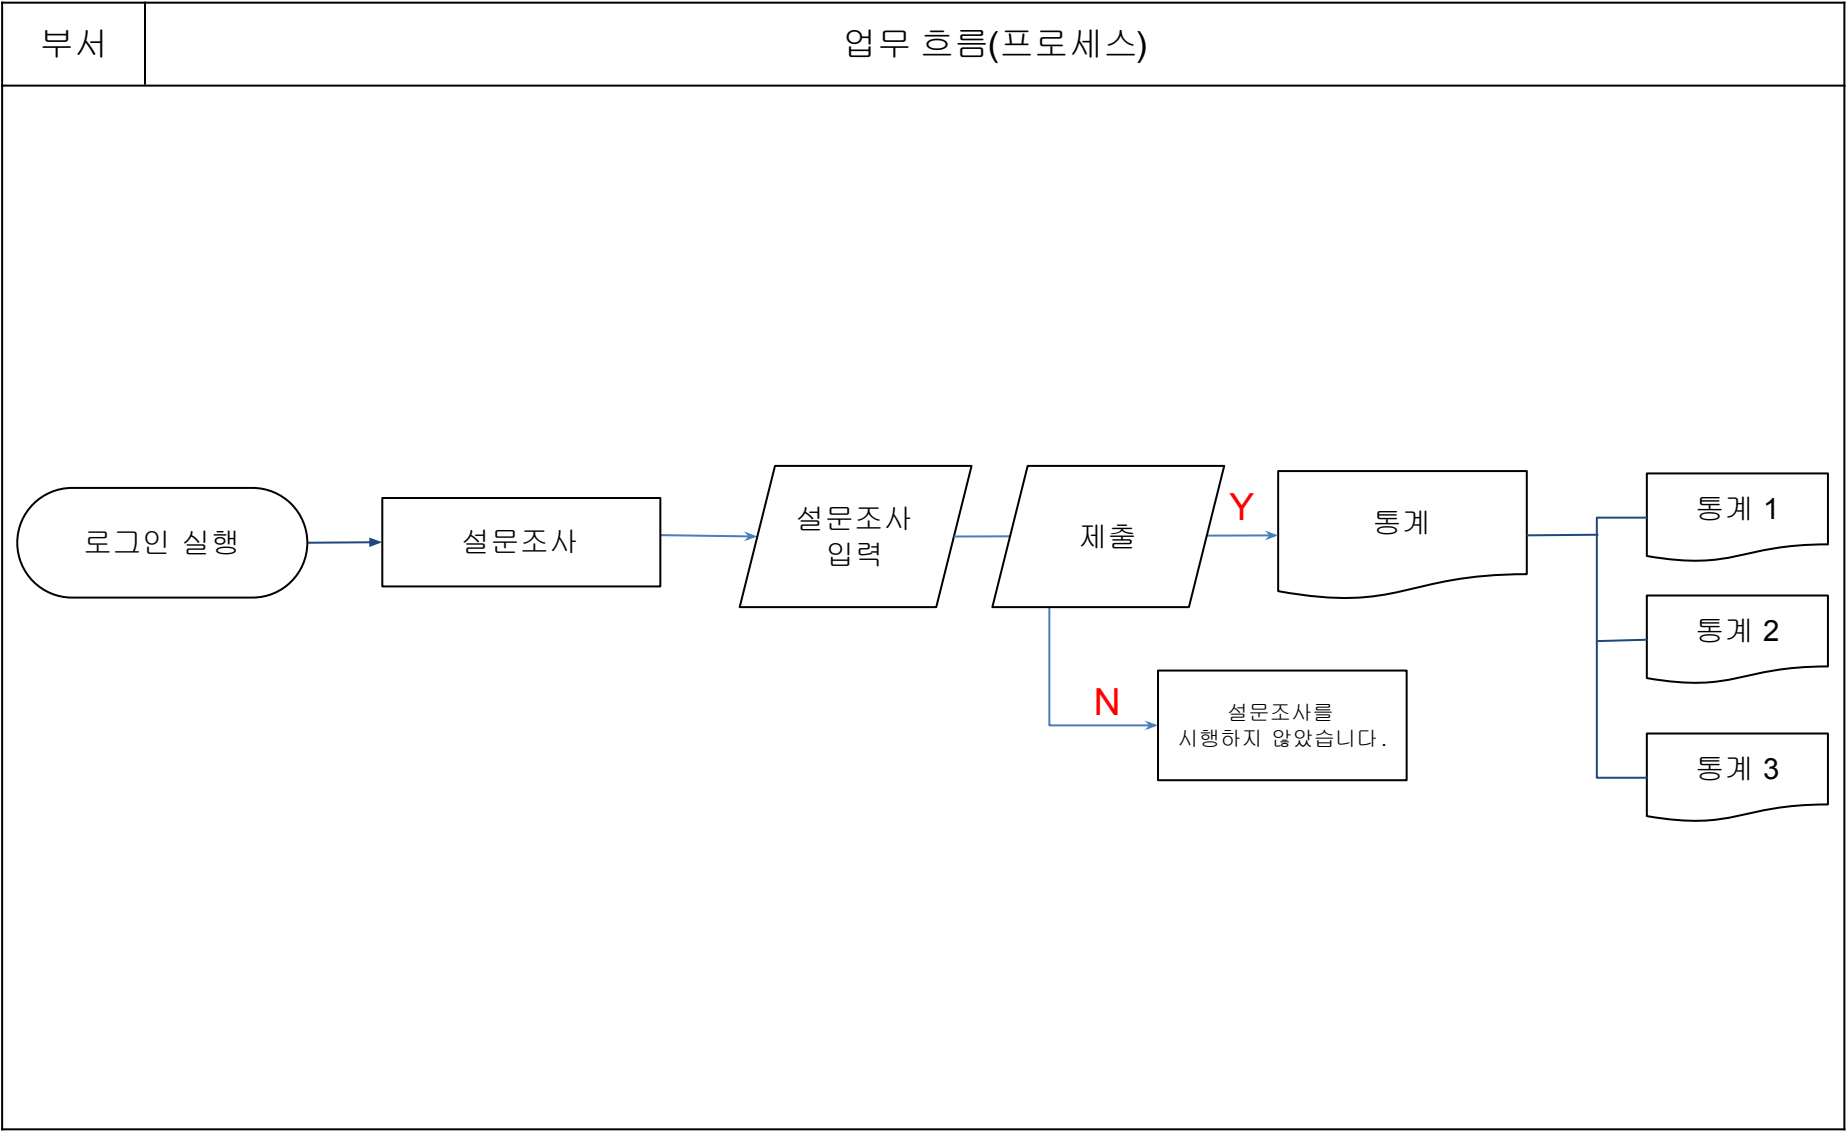 부서
업무 흐름(프로세스)
로그인 실행
설문조사
설문조사
입력
제출
Y
통계
통계 1
통계 2
통계 3
N
설문조사를
시행하지 않았습니다.